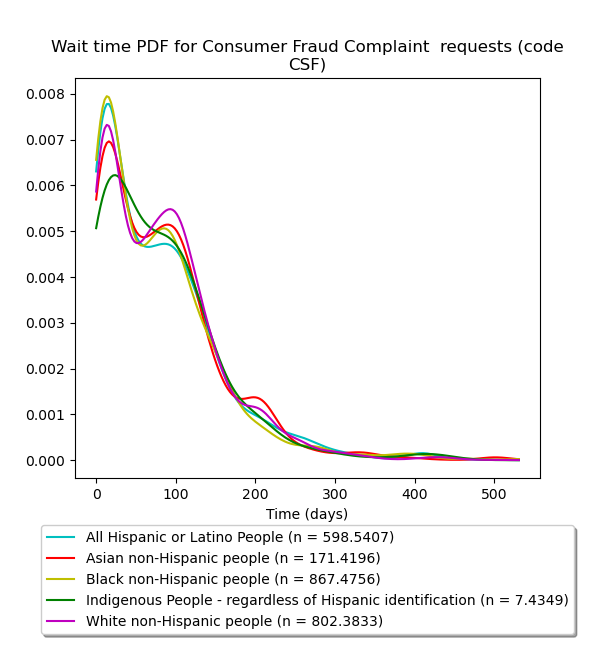 Wait time PDF for Consumer Fraud Complaint  requests (code
CSF)
0.008
0.007
0.006
0.005
0.004
0.003
0.002
0.001
0.000
0 100 200 300 400 500
Time (days)
All Hispanic or Latino People (n = 598.5407)
Asian non-Hispanic people (n = 171.4196)
Black non-Hispanic people (n = 867.4756)
Indigenous People - regardless of Hispanic identification (n = 7.4349)
White non-Hispanic people (n = 802.3833)